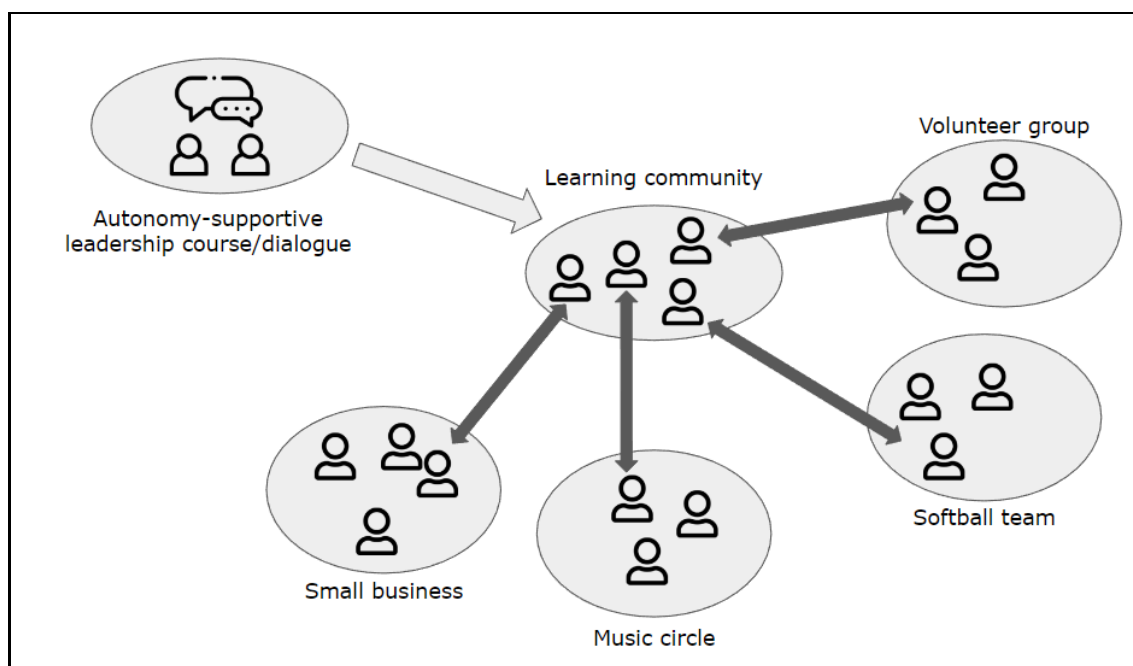 Volunteer group
Learning community
Autonomy-supportive
leadership course/dialogue
Softball team
Small business
Music circle